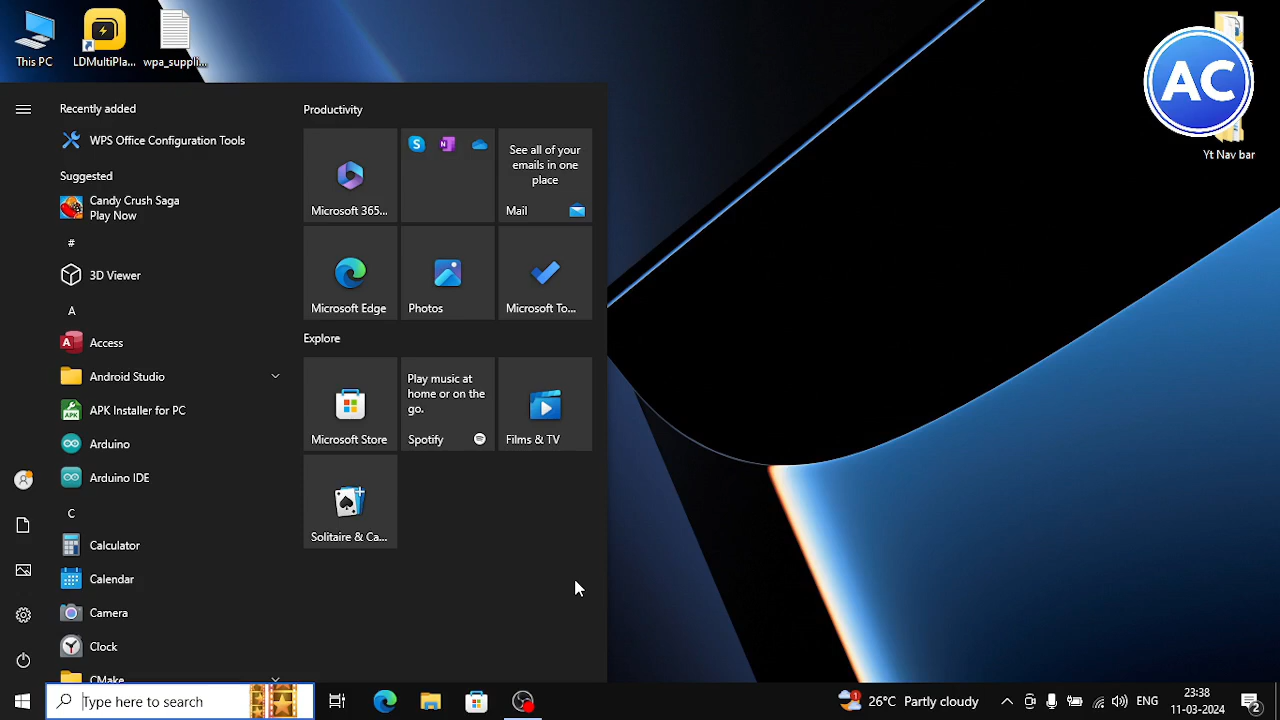 This PC
LDMultiPla...
wpa_suppli...
AC
Yt Nav bar
Recently added
WPS Office Configuration Tools
Suggested
Candy Crush Saga
Play Now
#
3D Viewer
A
Access
Android Studio
APK Installer for PC
Arduino
Arduino IDE
C
Calculator
Calendar
Camera
Clock
CMake
Productivity
Microsoft 365...
See all of your
emails in one
place
Mail
Microsoft Edge
Photos
Microsoft To...
Explore
Microsoft Store
Play music at
home or on the
go.
Spotify
Films & TV
Solitaire & Ca...
Type here to search
1
26°C Partly cloudy
ENG
23:38
11-03-2024
2